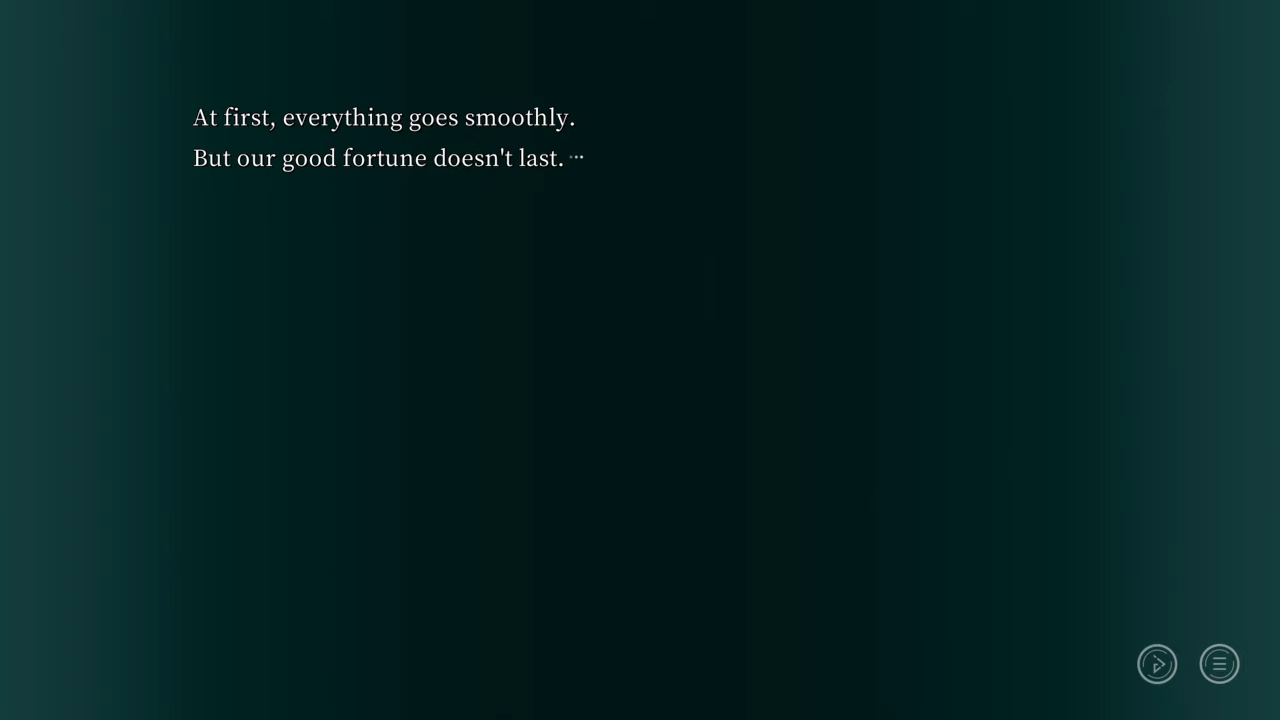 At first, everything goes smoothly.
But our good fortune doesn't last. ···